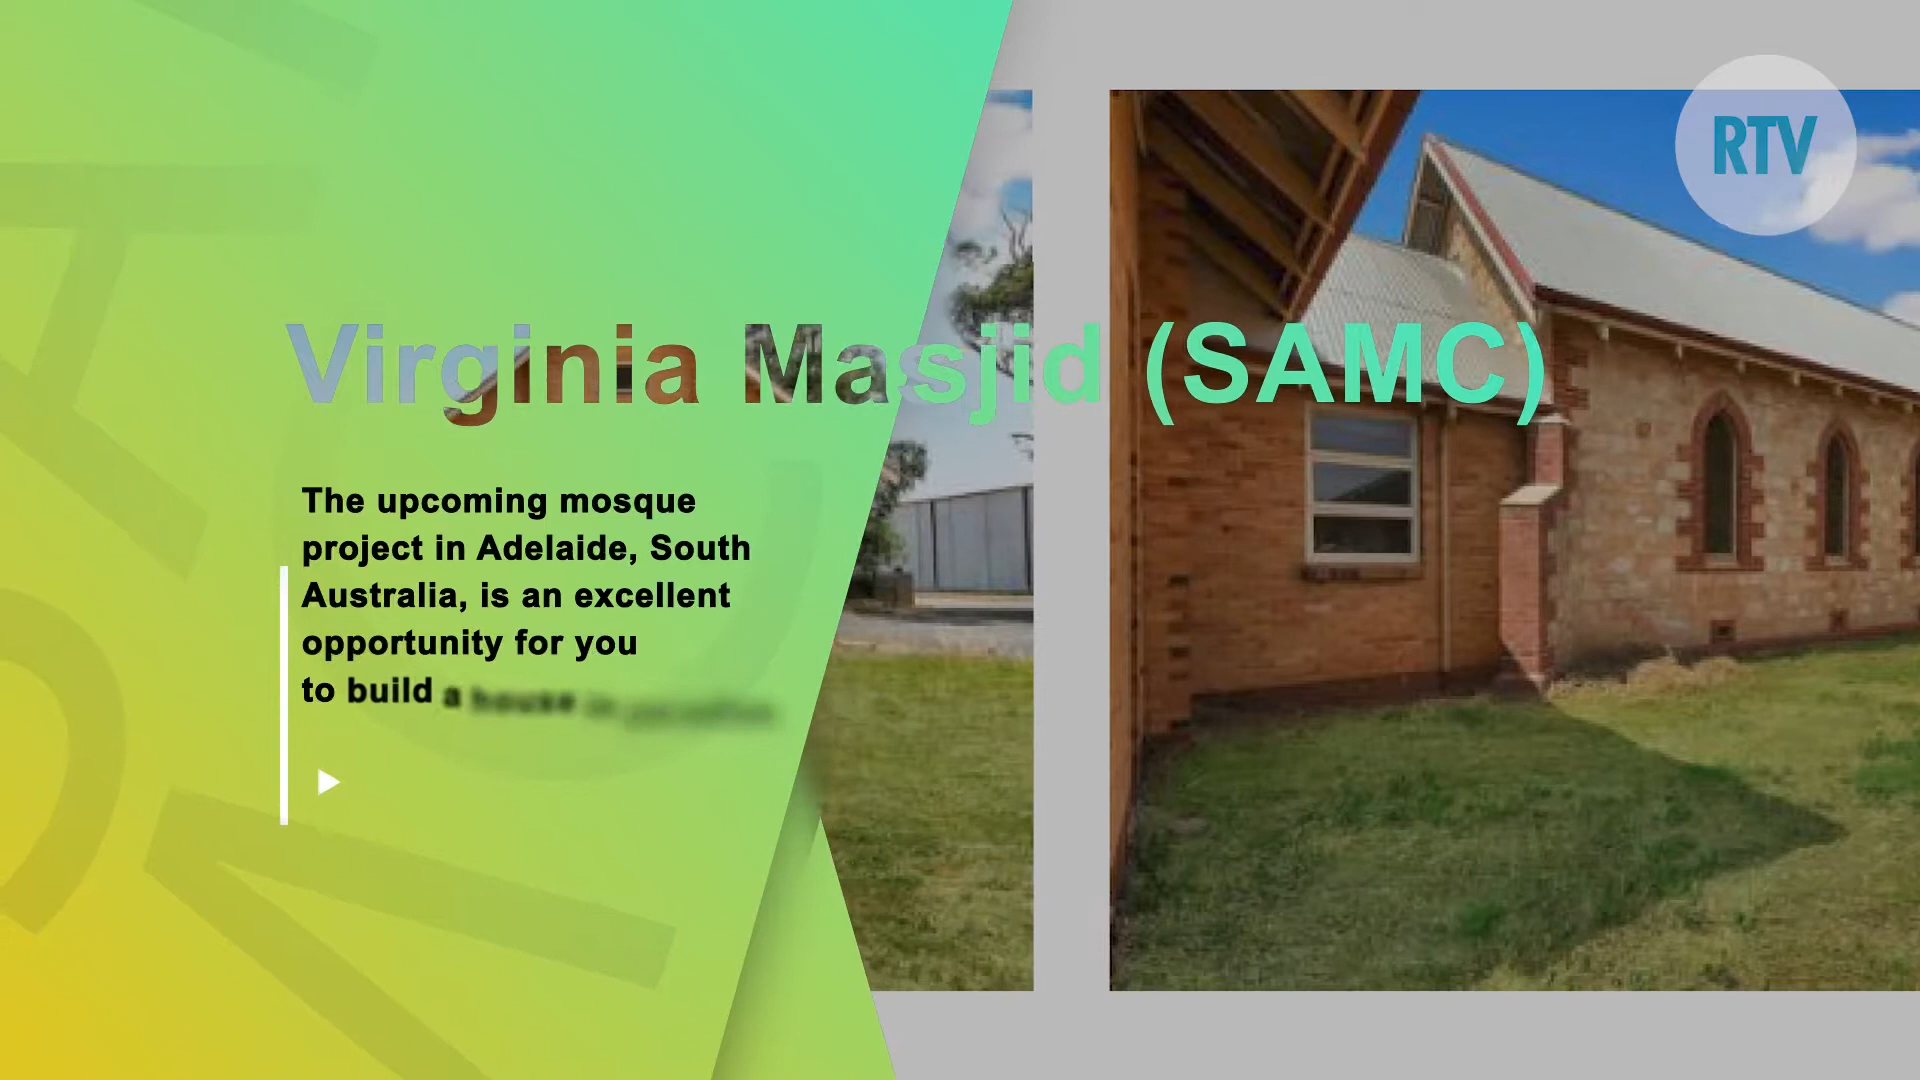 RTV
Virginia Masjid (SAMC)
The upcoming mosque
project in Adelaide, South
Australia, is an excellent
opportunity for you
to build a house